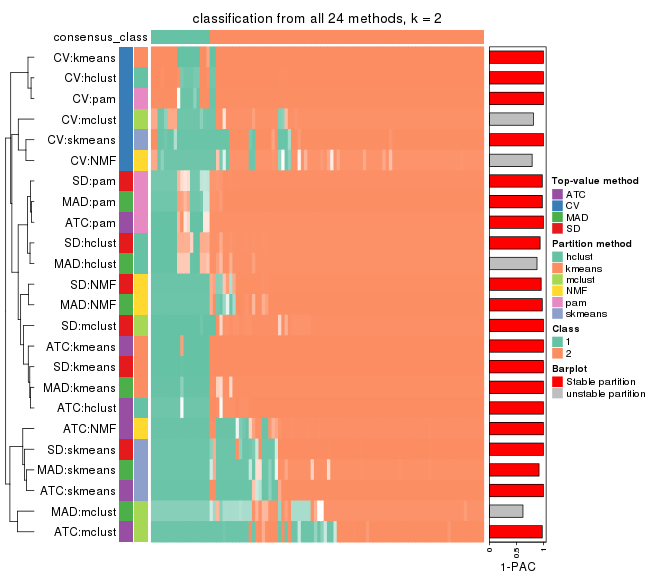 classification from all 24 methods, k = 2
consensus_class
CV:kmeans
CV:hclust
CV:pam
CV:mclust
CV:skmeans
CV:NMF
SD:pam
MAD:pam
ATC:pam
SD:hclust
MAD:hclust
SD:NMF
MAD:NMF
SD:mclust
ATC:kmeans
SD:kmeans
MAD:kmeans
ATC:hclust
ATC:NMF
SD:skmeans
MAD:skmeans
ATC:skmeans
MAD:mclust
ATC:mclust
0
0.5
1
1-PAC
Top-value method
ATC
CV
MAD
SD
Partition method
hclust
kmeans
mclust
NMF
pam
skmeans
Class
1
2
Barplot
Stable partition
unstable partition